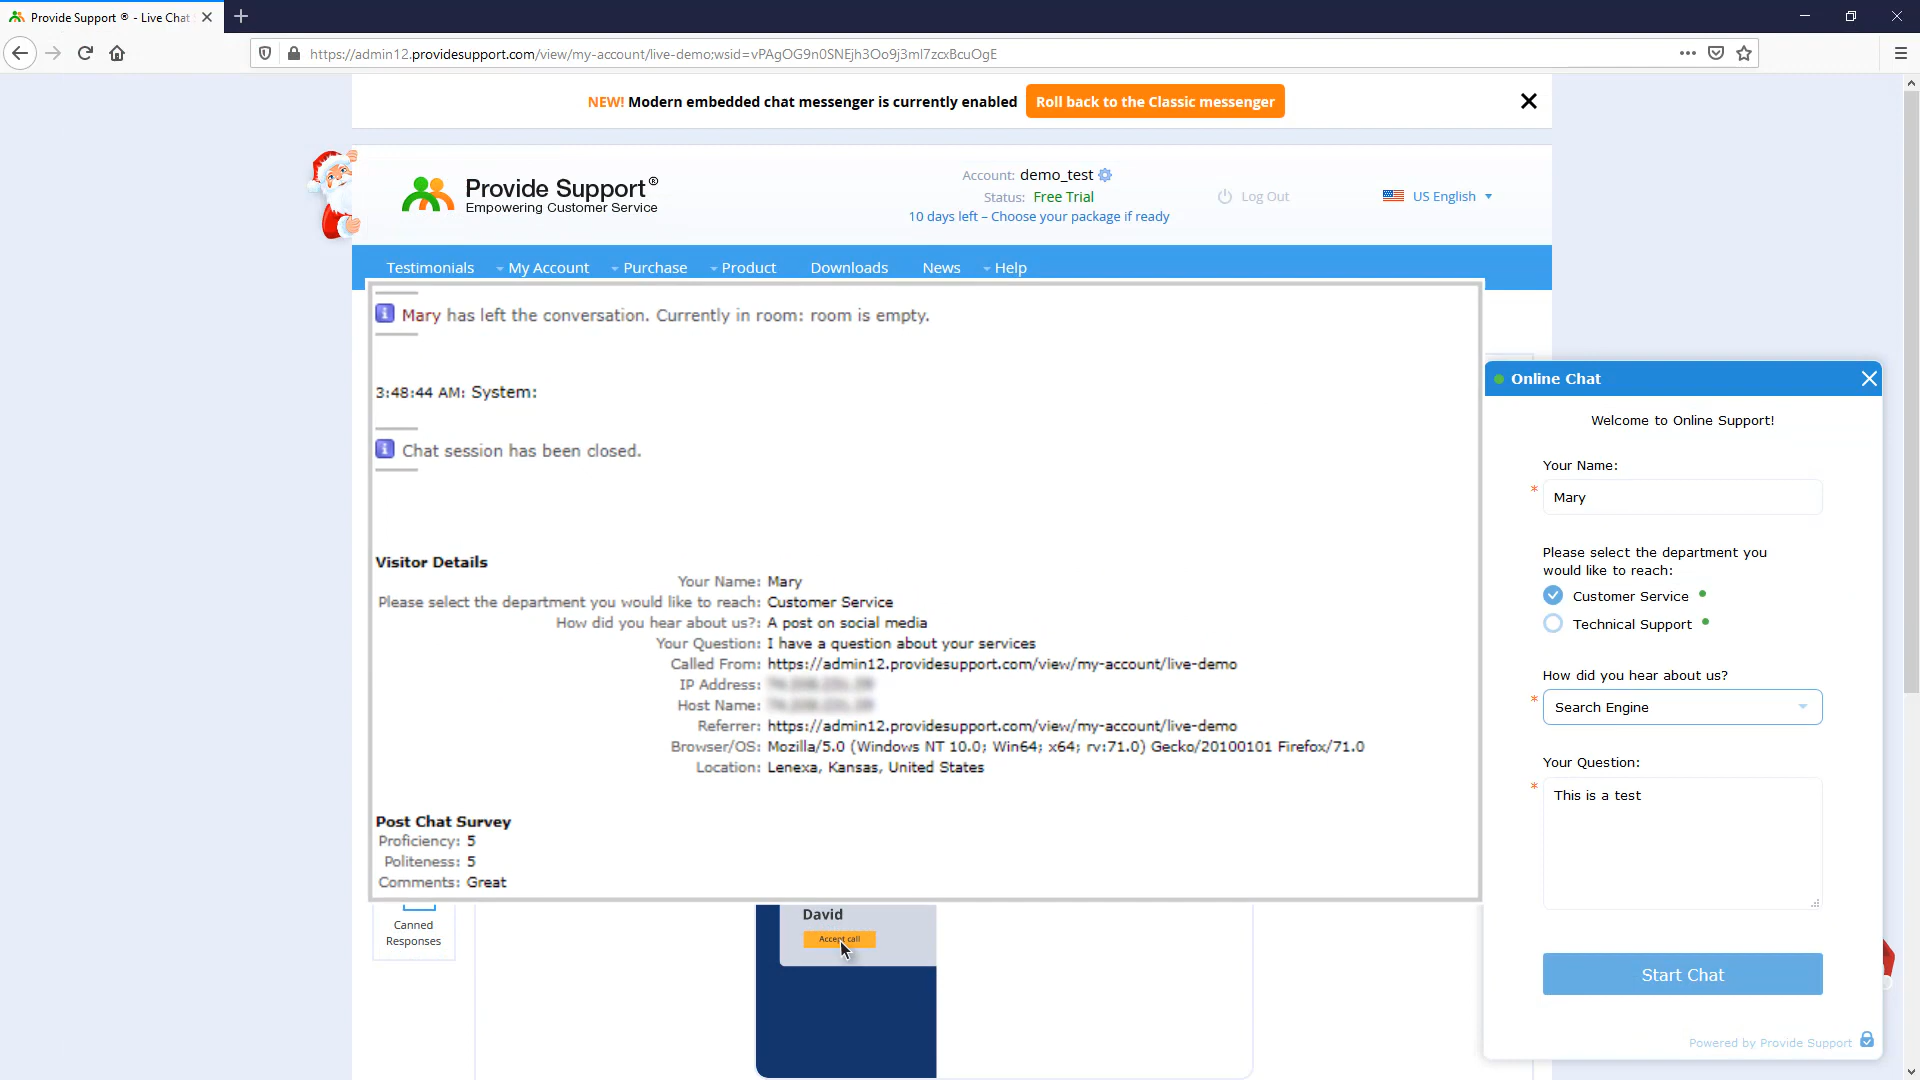 Provide Support ® - Live Chat
https://admin12.providesupport.com/view/my-account/live-demo;wsid=vPAgOG9n0SNEjh3Oo9j3ml7zcxBcuOgE
NEW! Modern embedded chat messenger is currently enabled
Roll back to the Classic messenger
Provide Support ®
Empowering Customer Service
Account: demo_test
Status: Free Trial
10 days left – Choose your package if ready
Log Out
US English
Testimonials
My Account
Purchase
Product
Downloads
News
Help
Mary has left the conversation. Currently in room: room is empty.
3:48:44 AM: System:
Chat session has been closed.
Visitor Details
Your Name: Mary
Please select the department you would like to reach: Customer Service
How did you hear about us?: A post on social media
Your Question: I have a question about your services
Called From: https://admin12.providesupport.com/view/my-account/live-demo
IP Address:
Host Name:
Referrer: https://admin12.providesupport.com/view/my-account/live-demo
Browser/OS: Mozilla/5.0 (Windows NT 10.0; Win64; x64; rv:71.0) Gecko/20100101 Firefox/71.0
Location: Lenexa, Kansas, United States
Post Chat Survey
Proficiency: 5
Politeness: 5
Comments: Great
Canned
Responses
David
Accept call
Online Chat
Welcome to Online Support!
Your Name:
* Mary
Please select the department you
would like to reach:
Customer Service
Technical Support
How did you hear about us?
* Search Engine
Your Question:
* This is a test
Start Chat
Powered by Provide Support